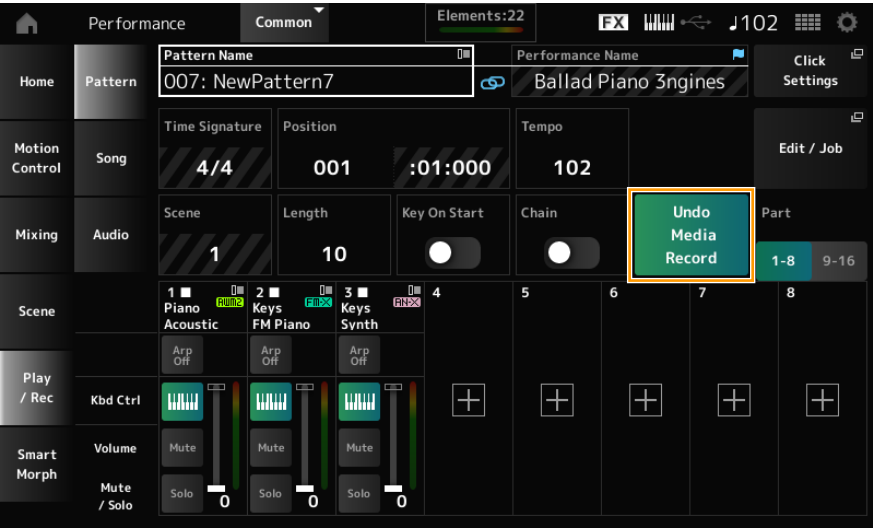 Performance
Common
Elements:22
FX
♩102
Home
Pattern
Pattern Name
007: NewPattern7
Performance Name
Ballad Piano 3ngines
Click
Settings
Motion
Control
Song
Time Signature
4/4
Position
001
:01:000
Tempo
102
Edit / Job
Mixing
Audio
Scene
1
Length
10
Key On Start
Chain
Undo
Media
Record
Part
1-8
9-16
Scene
1
Piano
Acoustic
AWM2
2
Keys
FM Piano
FM-X
3
Keys
Synth
AN-X
4
5
6
7
8
Arp
Off
Arp
Off
Arp
Off
Play
/ Rec
Kbd Ctrl
Smart
Morph
Volume
Mute
Mute
Mute
Mute
/ Solo
Solo
0
Solo
0
Solo
0